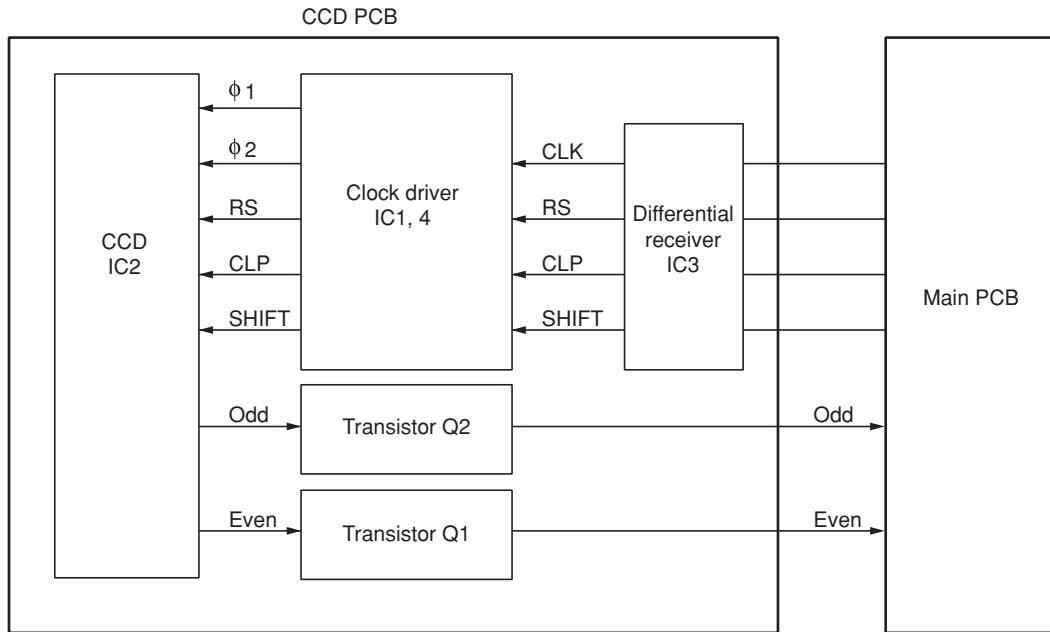 CCD PCB
ϕ1
ϕ2
RS
CLP
SHIFT
Odd
Even
CCD
IC2
Clock driver
IC1, 4
Transistor Q2
Transistor Q1
CLK
RS
CLP
SHIFT
Differential
receiver
IC3
Odd
Even
Main PCB